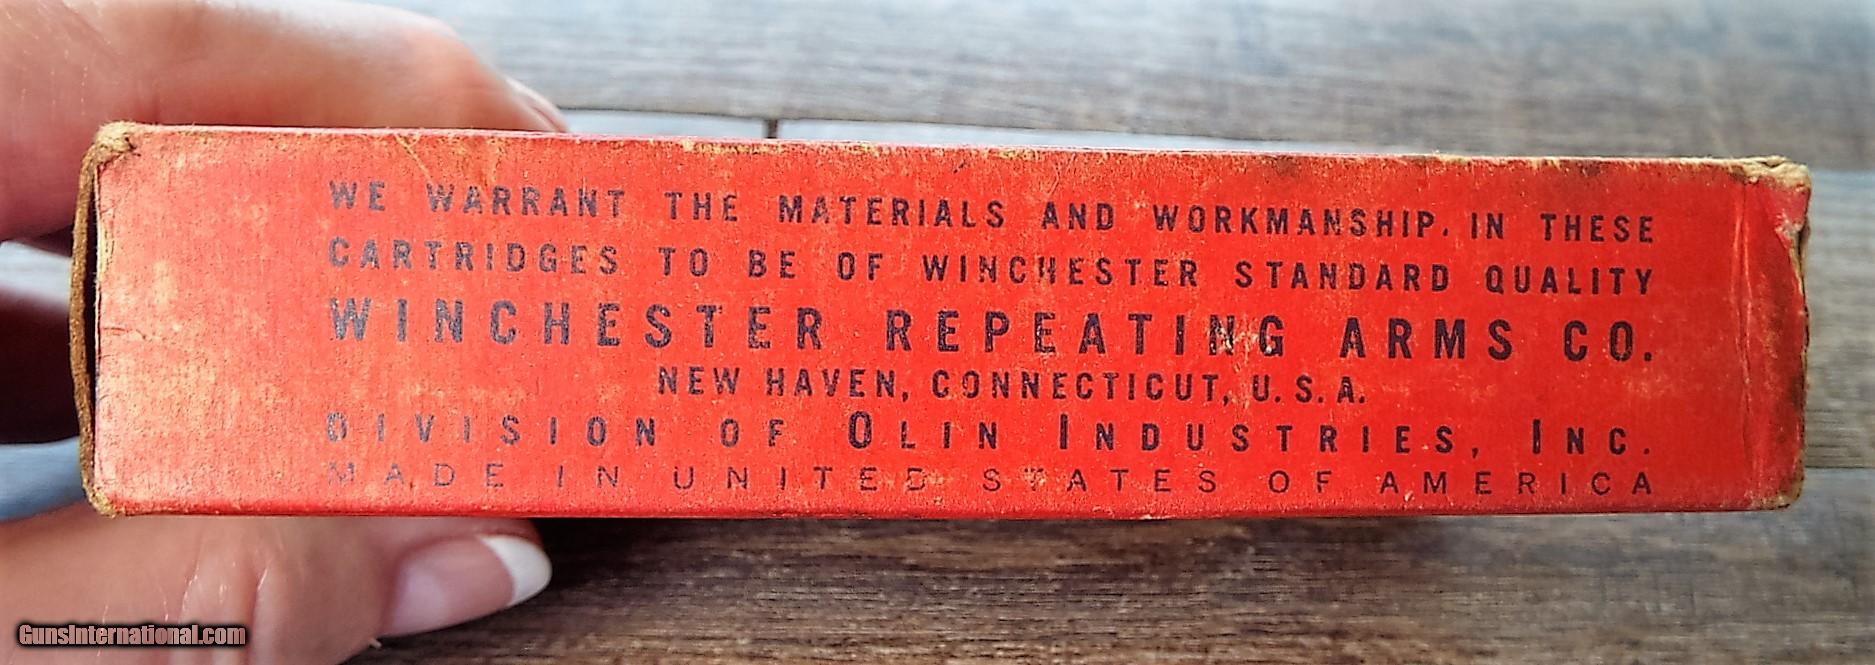 WE WARRANT THE MATERIALS AND WORKMANSHIP. IN THESE
CARTRIDGES TO BE OF WINCHESTER STANDARD QUALITY
WINCHESTER REPEATING ARMS CO.
NEW HAVEN, CONNECTICUT, U.S.A.
DIVISION OF OLIN INDUSTRIES, INC.
MADE IN UNITED STATES OF AMERICA
GunsInternational.com